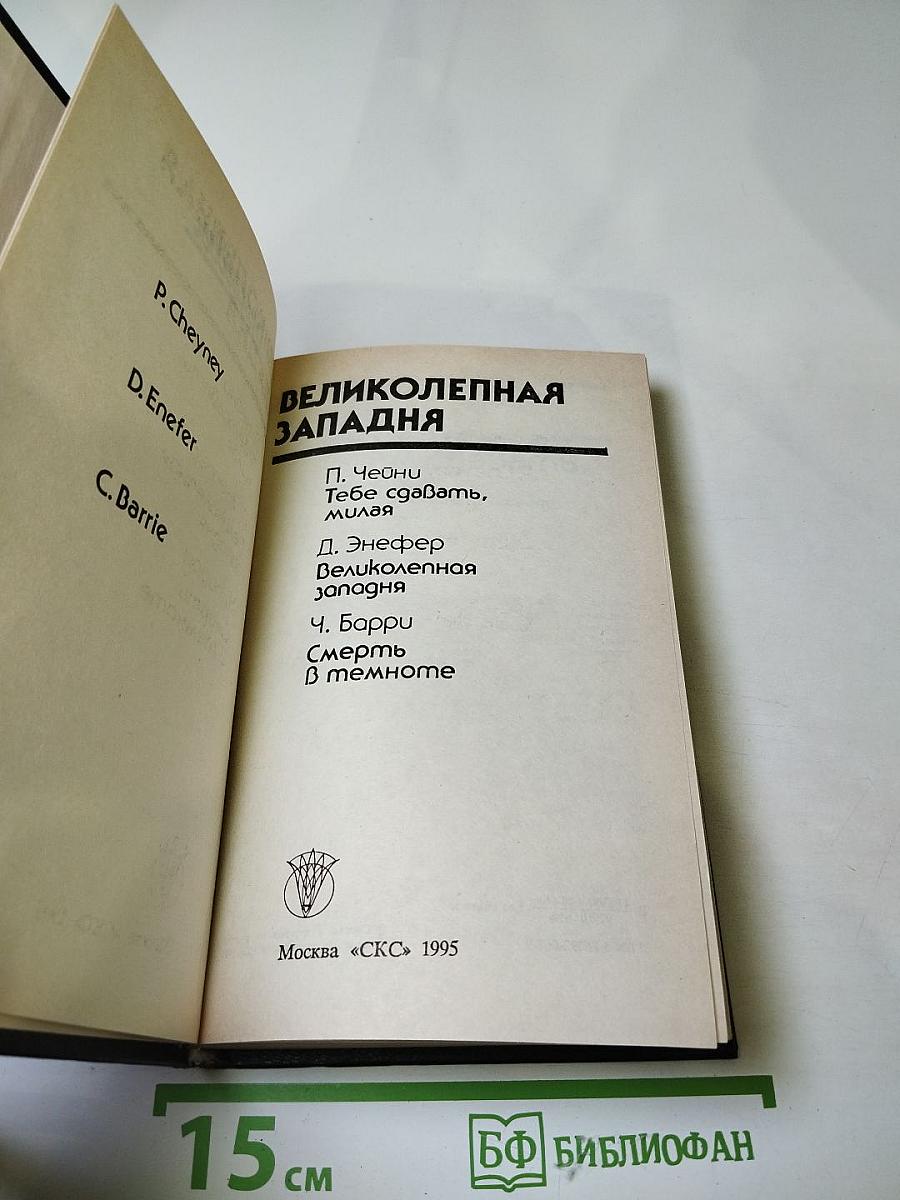 P. Cheyney
D. Enefer
C. Barrie
ВЕЛИКОЛЕПНАЯ
ЗАПАДНЯ
П. Чейни
Тебе сдавать,
милая
Д. Энефер
Великолепная
западня
Ч. Барри
Смерть
в темноте
Москва «СКС» 1995
15 см
БФ БИБЛИОФАН